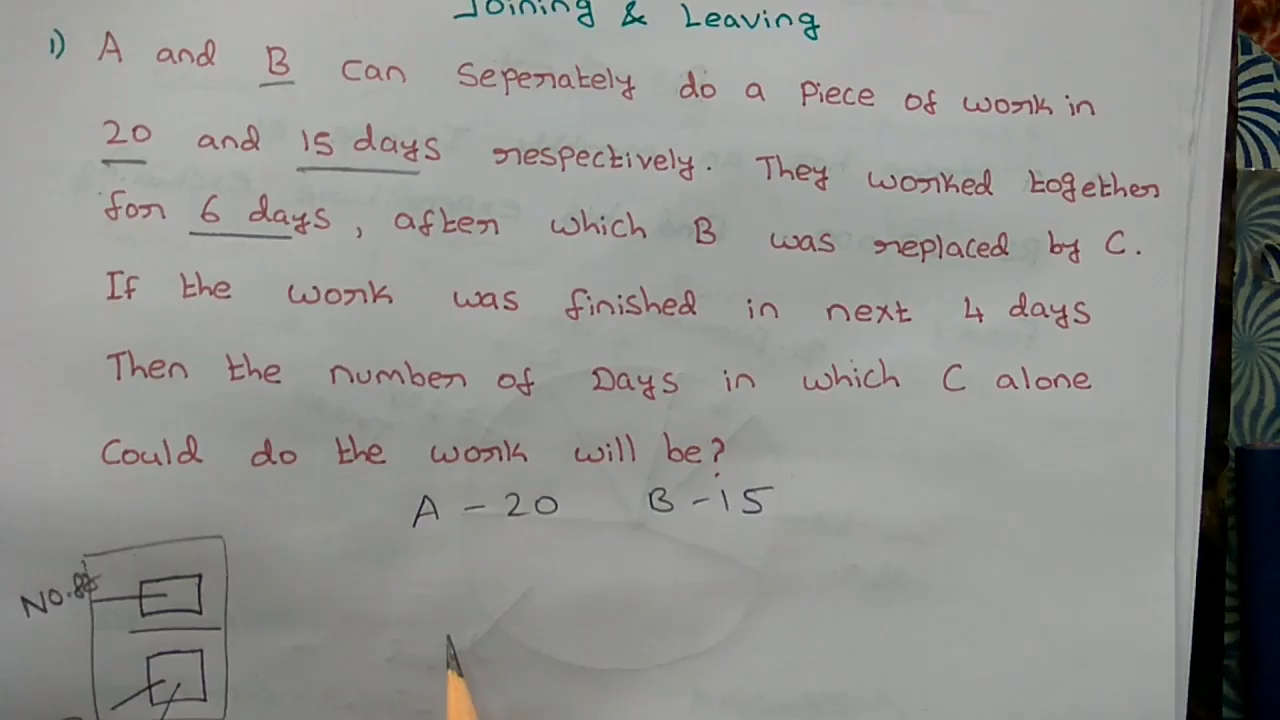 Joining & Leaving
1) A and B can Seperately do a piece of work in
20 and 15 days respectively. They worked together
for 6 days, after which B was replaced by C.
If the work was finished in next 4 days
Then the number of Days in which C alone
Could do the work will be?
A - 20 B - 15